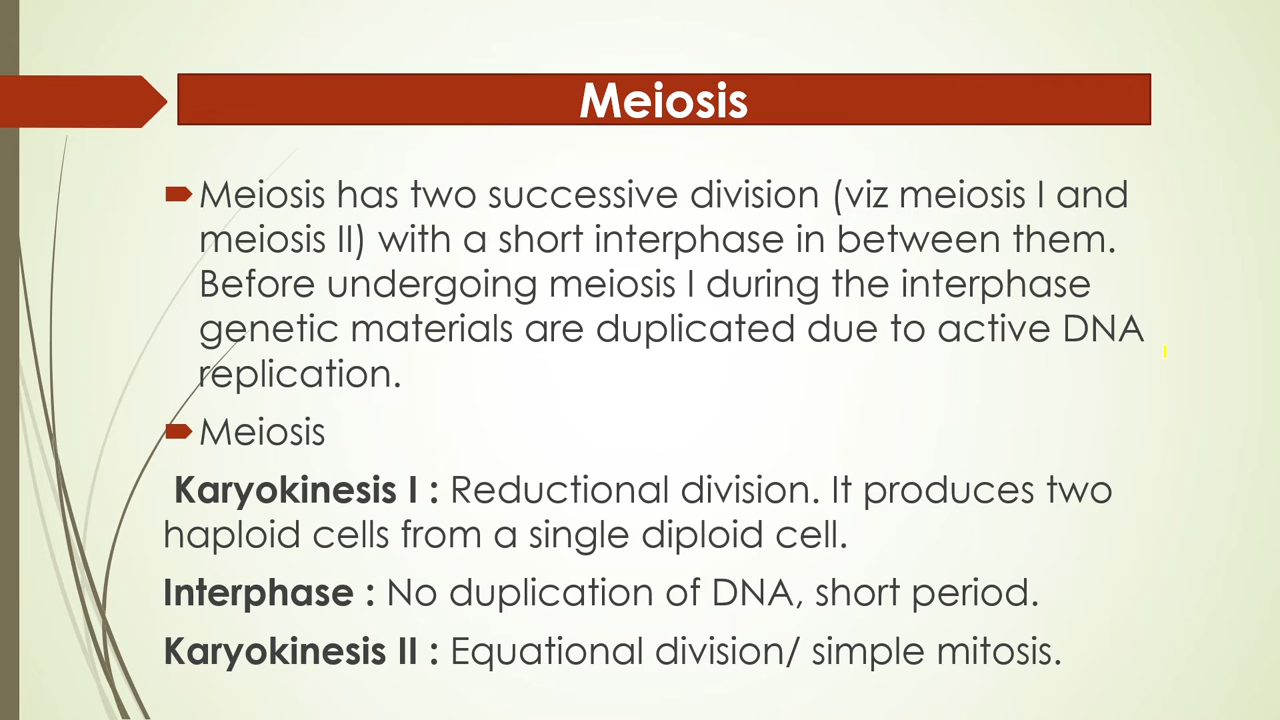 Meiosis
Meiosis has two successive division (viz meiosis I and
meiosis II) with a short interphase in between them.
Before undergoing meiosis I during the interphase
genetic materials are duplicated due to active DNA
replication.
Meiosis
Karyokinesis I : Reductional division. It produces two
haploid cells from a single diploid cell.
Interphase : No duplication of DNA, short period.
Karyokinesis II : Equational division/ simple mitosis.